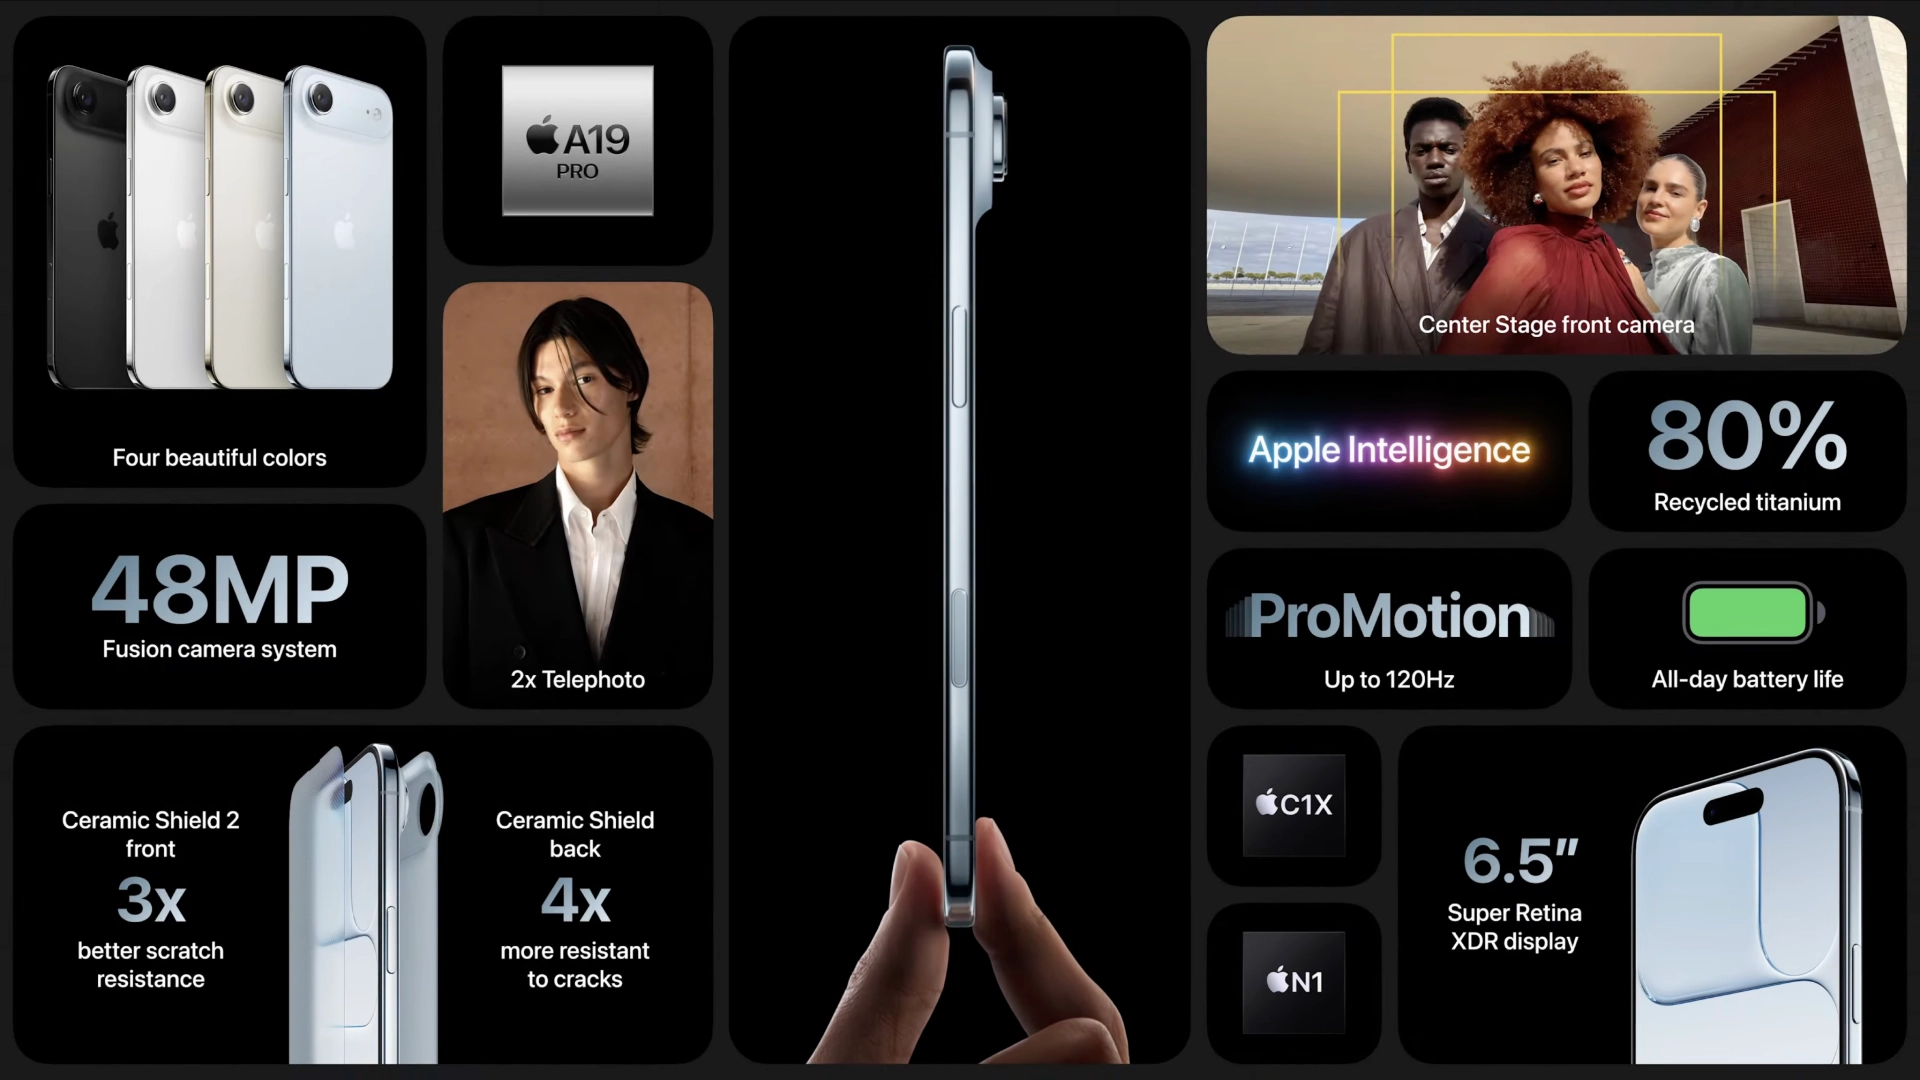 Four beautiful colors
A19
PRO
48MP
Fusion camera system
2x Telephoto
Ceramic Shield 2
front
3x
better scratch
resistance
Ceramic Shield
back
4x
more resistant
to cracks
Center Stage front camera
Apple Intelligence
80%
Recycled titanium
ProMotion
Up to 120Hz
All-day battery life
C1X
N1
6.5″
Super Retina
XDR display